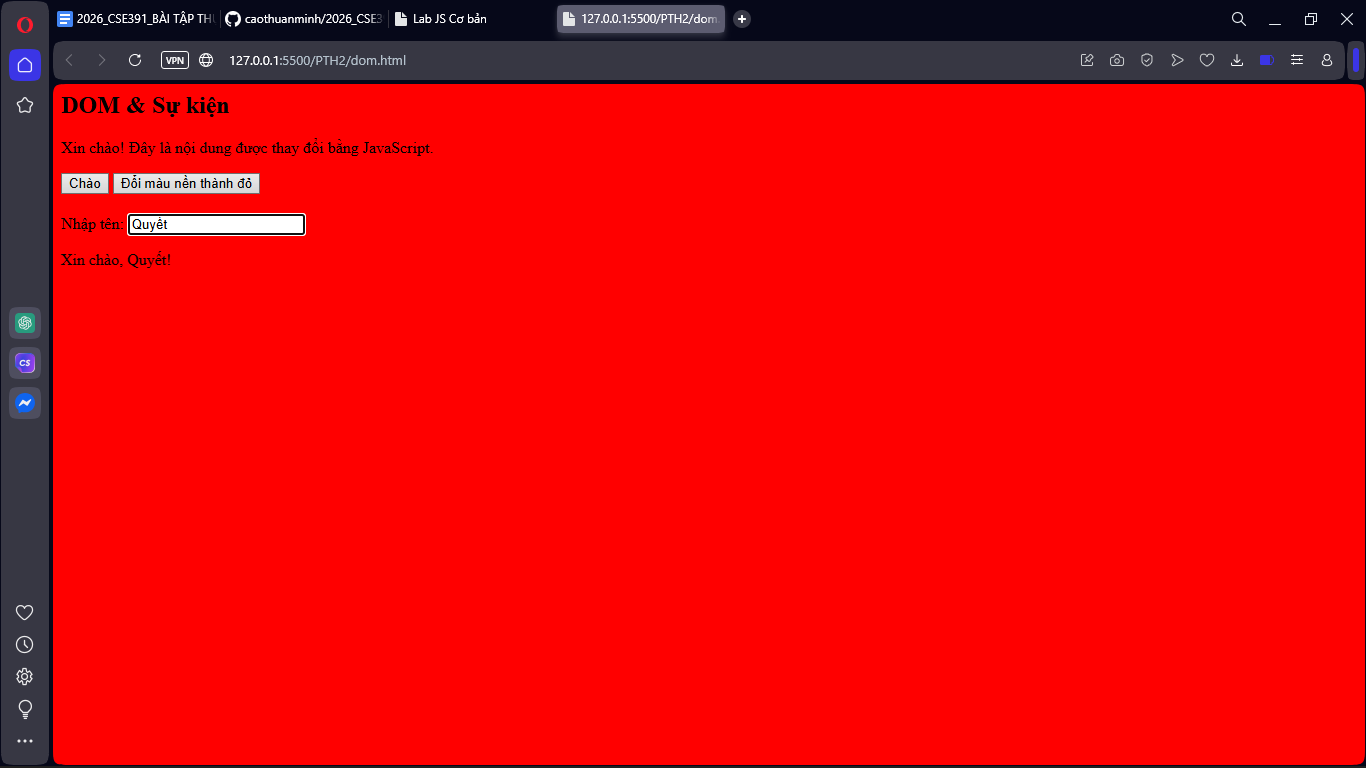 2026_CSE391_BÀI TẬP TH
caothuanminh/2026_CSE3
Lab JS Cơ bản
127.0.0.1:5500/PTH2/dom.
VPN
127.0.0.1:5500/PTH2/dom.html
CS
DOM & Sự kiện
Xin chào! Đây là nội dung được thay đổi bằng JavaScript.
Chào
Đổi màu nền thành đỏ
Nhập tên: Quyết
Xin chào, Quyết!